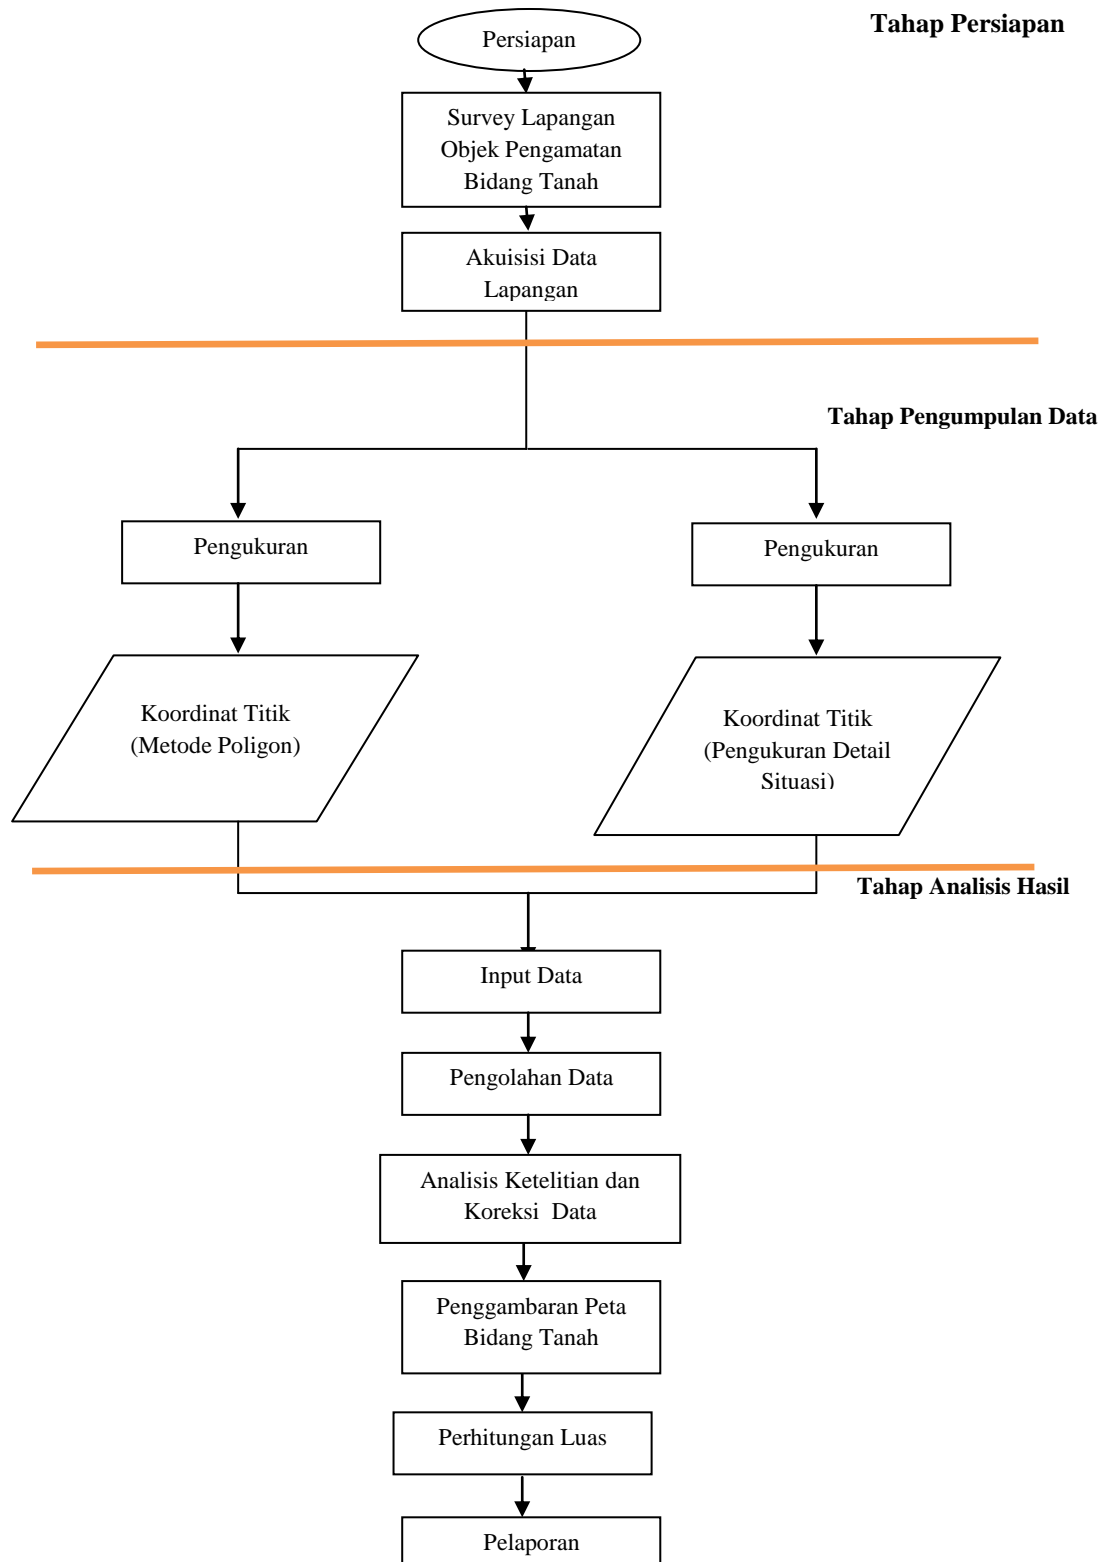 Tahap Persiapan
Persiapan
Survey Lapangan
Objek Pengamatan
Bidang Tanah
Akuisisi Data
Lapangan
Tahap Pengumpulan Data
Pengukuran
Pengukuran
Koordinat Titik
(Metode Poligon)
Koordinat Titik
(Pengukuran Detail
Situasi)
Tahap Analisis Hasil
Input Data
Pengolahan Data
Analisis Ketelitian dan
Koreksi  Data
Penggambaran Peta
Bidang Tanah
Perhitungan Luas
Pelaporan